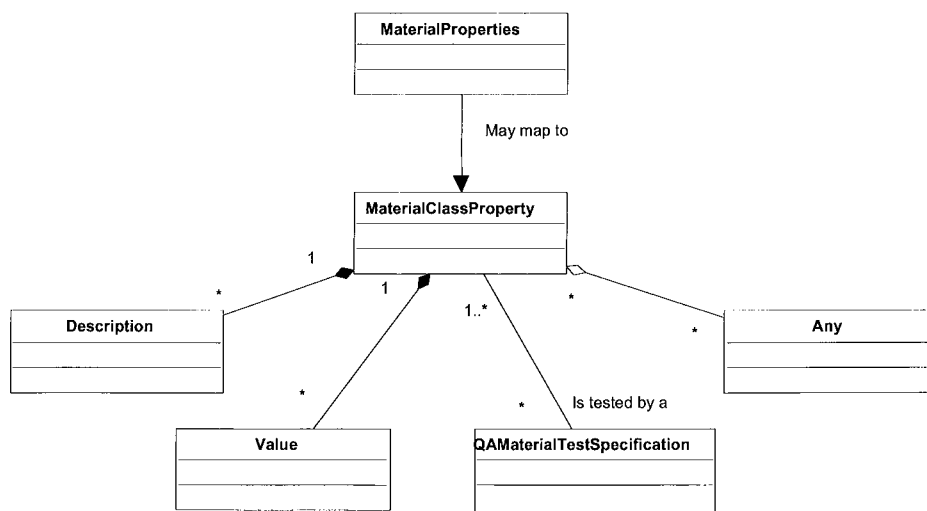 MaterialProperties
May map to
MaterialClassProperty
1
1
*
1..*
*
*
Description
Any
*
*
Is tested by a
Value
QAMaterialTestSpecification